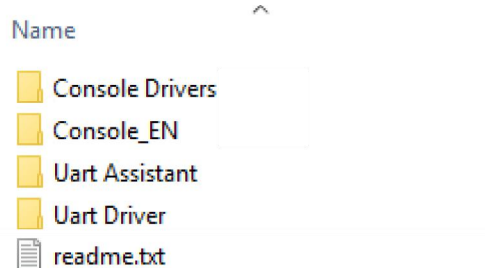 Name
Console Drivers
Console_EN
Uart Assistant
Uart Driver
readme.txt